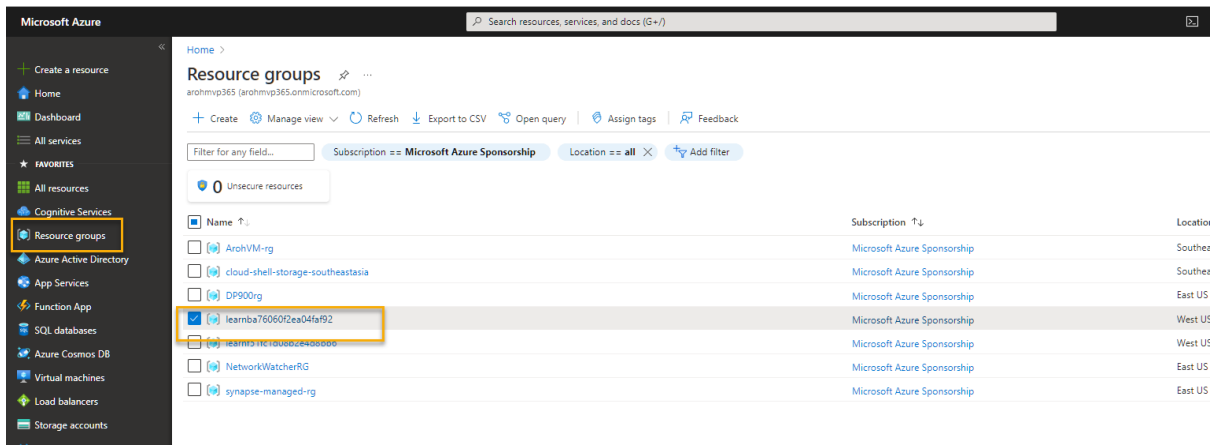 Microsoft Azure
Search resources, services, and docs (G+/)
Create a resource
Home
Dashboard
All services
FAVORITES
All resources
Cognitive Services
Resource groups
Azure Active Directory
App Services
Function App
SQL databases
Azure Cosmos DB
Virtual machines
Load balancers
Storage accounts
Home >
Resource groups
arohmvp365 (arohmvp365.onmicrosoft.com)
Create Manage view Refresh Export to CSV Open query Assign tags Feedback
Filter for any field... Subscription == Microsoft Azure Sponsorship Location == all Add filter
0 Unsecure resources
Name Subscription Location
ArohVM-rg Microsoft Azure Sponsorship Southea
cloud-shell-storage-southeastasia Microsoft Azure Sponsorship Southea
DP900rg Microsoft Azure Sponsorship East US
learnba76060f2ea04faf92 Microsoft Azure Sponsorship West US
Microsoft Azure Sponsorship West US
NetworkWatcherRG Microsoft Azure Sponsorship East US
synapse-managed-rg Microsoft Azure Sponsorship East US